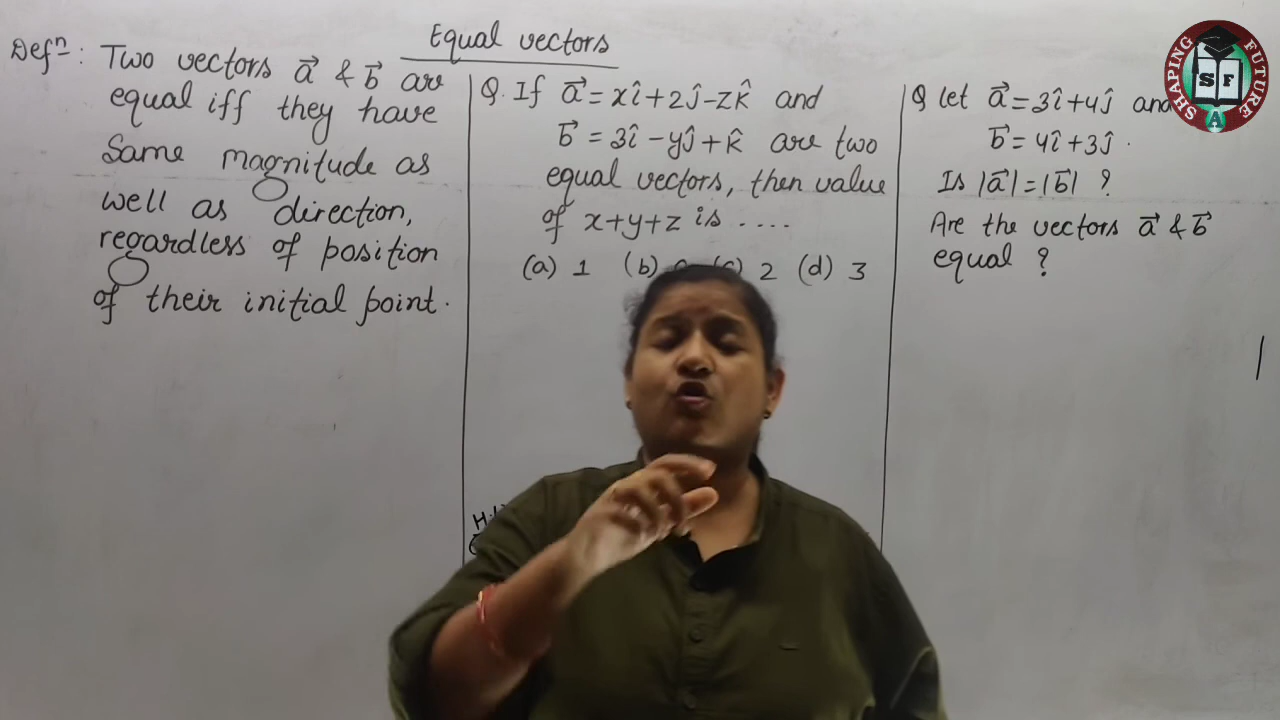 Equal vectors
Defⁿ: Two vectors a⃗ & b⃗ are
equal iff they have
same magnitude as
well as direction,
regardless of position
of their initial point.
Q. If a⃗ = xî + 2ĵ - zk̂ and
b⃗ = 3î - yĵ + k̂ are two
equal vectors, then value
of x+y+z is ....
(a) 1 (b) (c) 2 (d) 3
Q let a⃗ = 3î + 4ĵ and
b⃗ = 4î + 3ĵ.
Is |a⃗| = |b⃗| ?
Are the vectors a⃗ & b⃗
equal ?
SHAPING FUTURE
S F
A